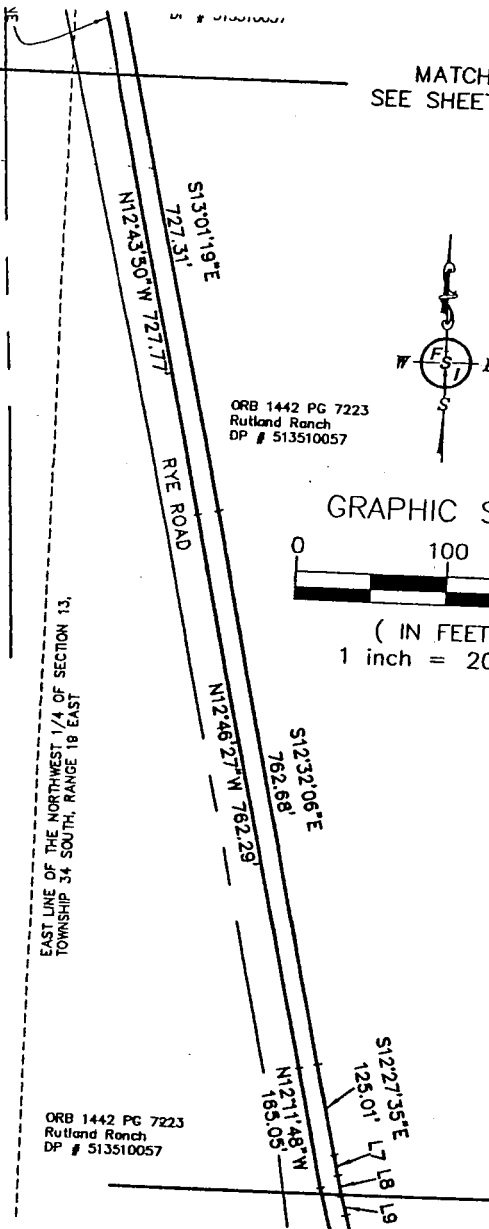 MATCH
SEE SHEET
S13°01'19"E
727.31'
N12°43'50"W 727.77'
ORB 1442 PG 7223
Rutland Ranch
DP # 513510057
W
F
S
I
S
RYE ROAD
GRAPHIC S
0 100
( IN FEET
1 inch = 20
EAST LINE OF THE NORTHWEST 1/4 OF SECTION 13,
TOWNSHIP 34 SOUTH, RANGE 19 EAST
N12°46'27"W 762.29'
S12°32'06"E
762.68'
S12°27'35"E
125.01'
N12°11'48"W
165.05'
L7
L8
L9
ORB 1442 PG 7223
Rutland Ranch
DP # 513510057